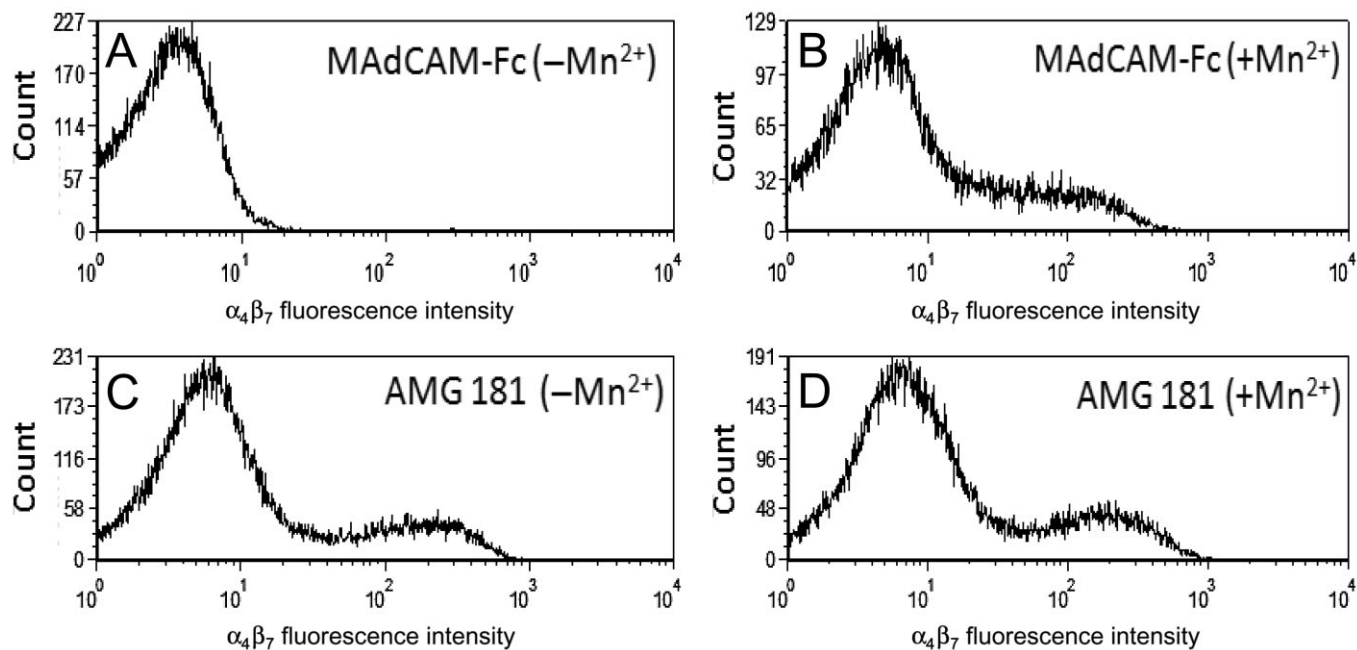 A
MAdCAM-Fc (–Mn²⁺)
Count
227
170
114
57
0
10⁰ 10¹ 10² 10³ 10⁴
α₄β₇ fluorescence intensity
B
MAdCAM-Fc (+Mn²⁺)
Count
129
97
65
32
0
10⁰ 10¹ 10² 10³ 10⁴
α₄β₇ fluorescence intensity
C
AMG 181 (–Mn²⁺)
Count
231
173
116
58
0
10⁰ 10¹ 10² 10³ 10⁴
α₄β₇ fluorescence intensity
D
AMG 181 (+Mn²⁺)
Count
191
143
96
48
0
10⁰ 10¹ 10² 10³ 10⁴
α₄β₇ fluorescence intensity